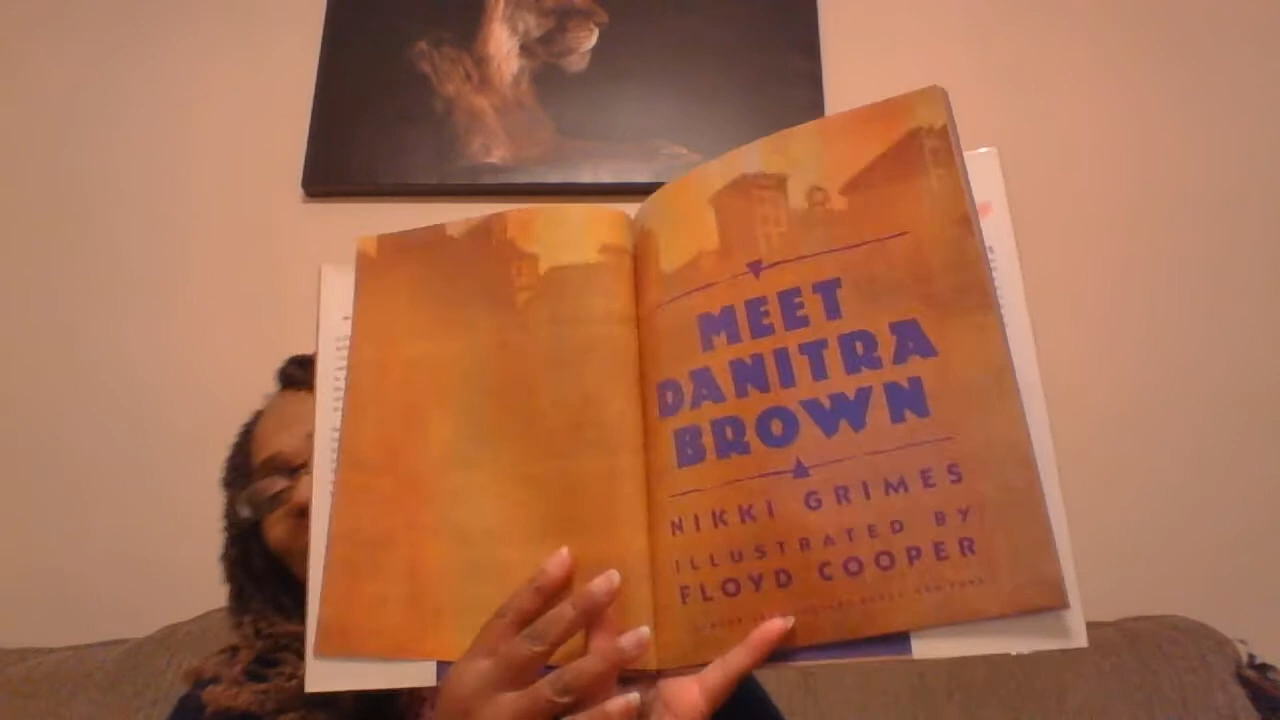 MEET
DANITRA
BROWN
NIKKI GRIMES
ILLUSTRATED BY
FLOYD COOPER